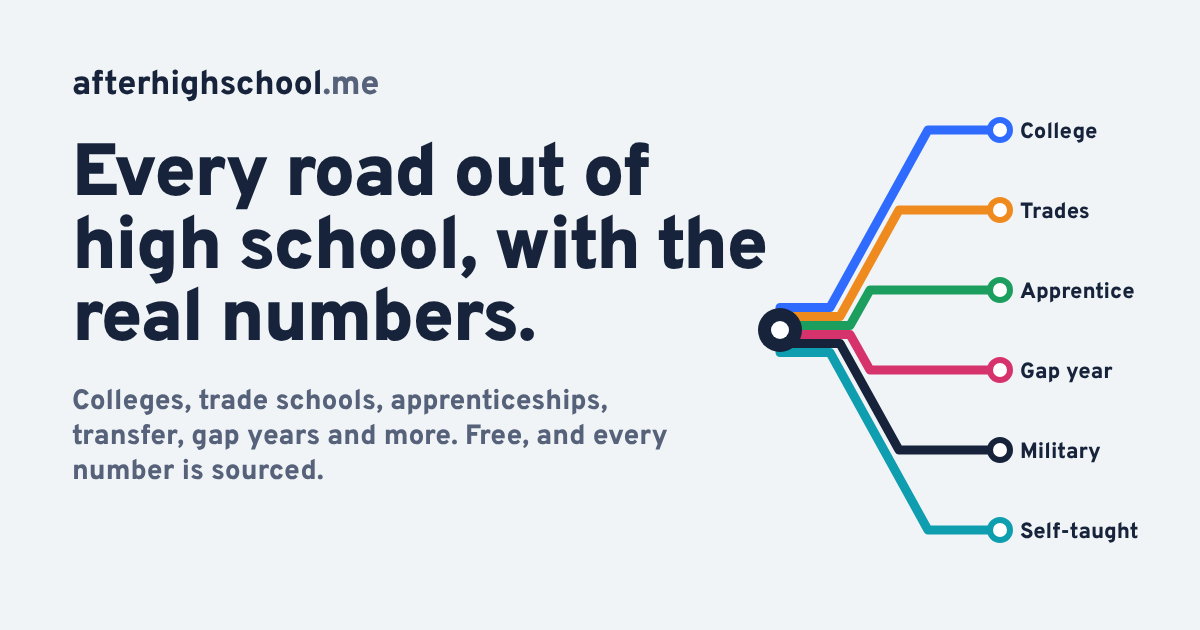 afterhighschool.me
Every road out of
high school, with the
real numbers.
Colleges, trade schools, apprenticeships,
transfer, gap years and more. Free, and every
number is sourced.
College
Trades
Apprentice
Gap year
Military
Self-taught